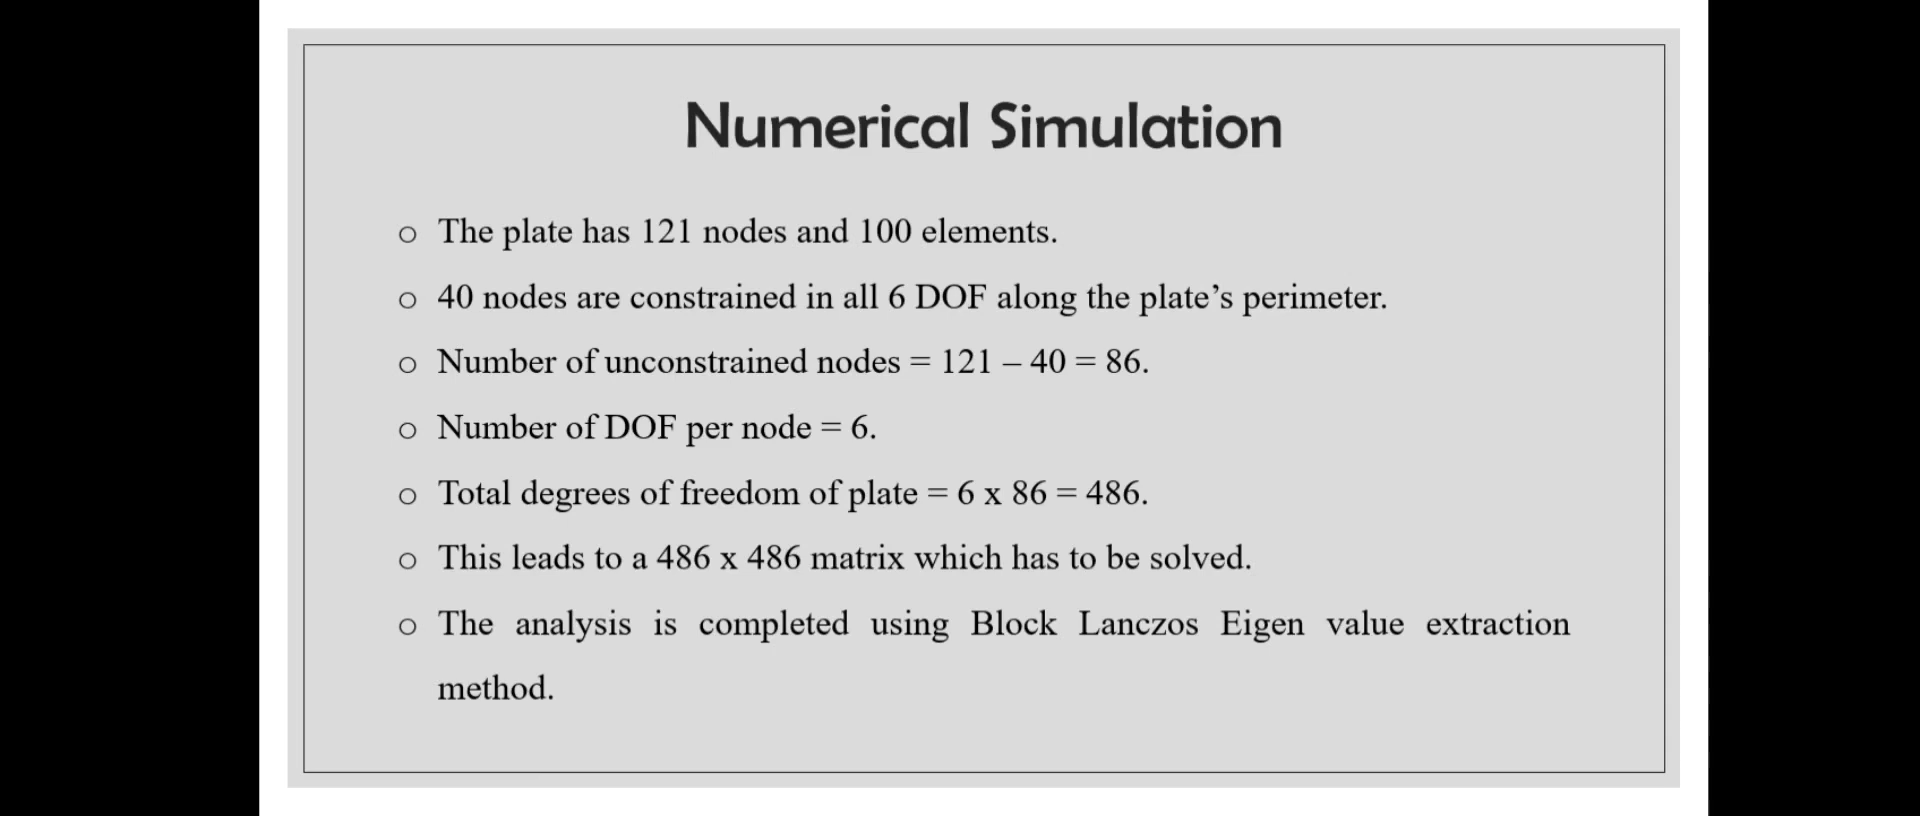 Numerical Simulation
○ The plate has 121 nodes and 100 elements.
○ 40 nodes are constrained in all 6 DOF along the plate’s perimeter.
○ Number of unconstrained nodes = 121 – 40 = 86.
○ Number of DOF per node = 6.
○ Total degrees of freedom of plate = 6 x 86 = 486.
○ This leads to a 486 x 486 matrix which has to be solved.
○ The analysis is completed using Block Lanczos Eigen value extraction
method.